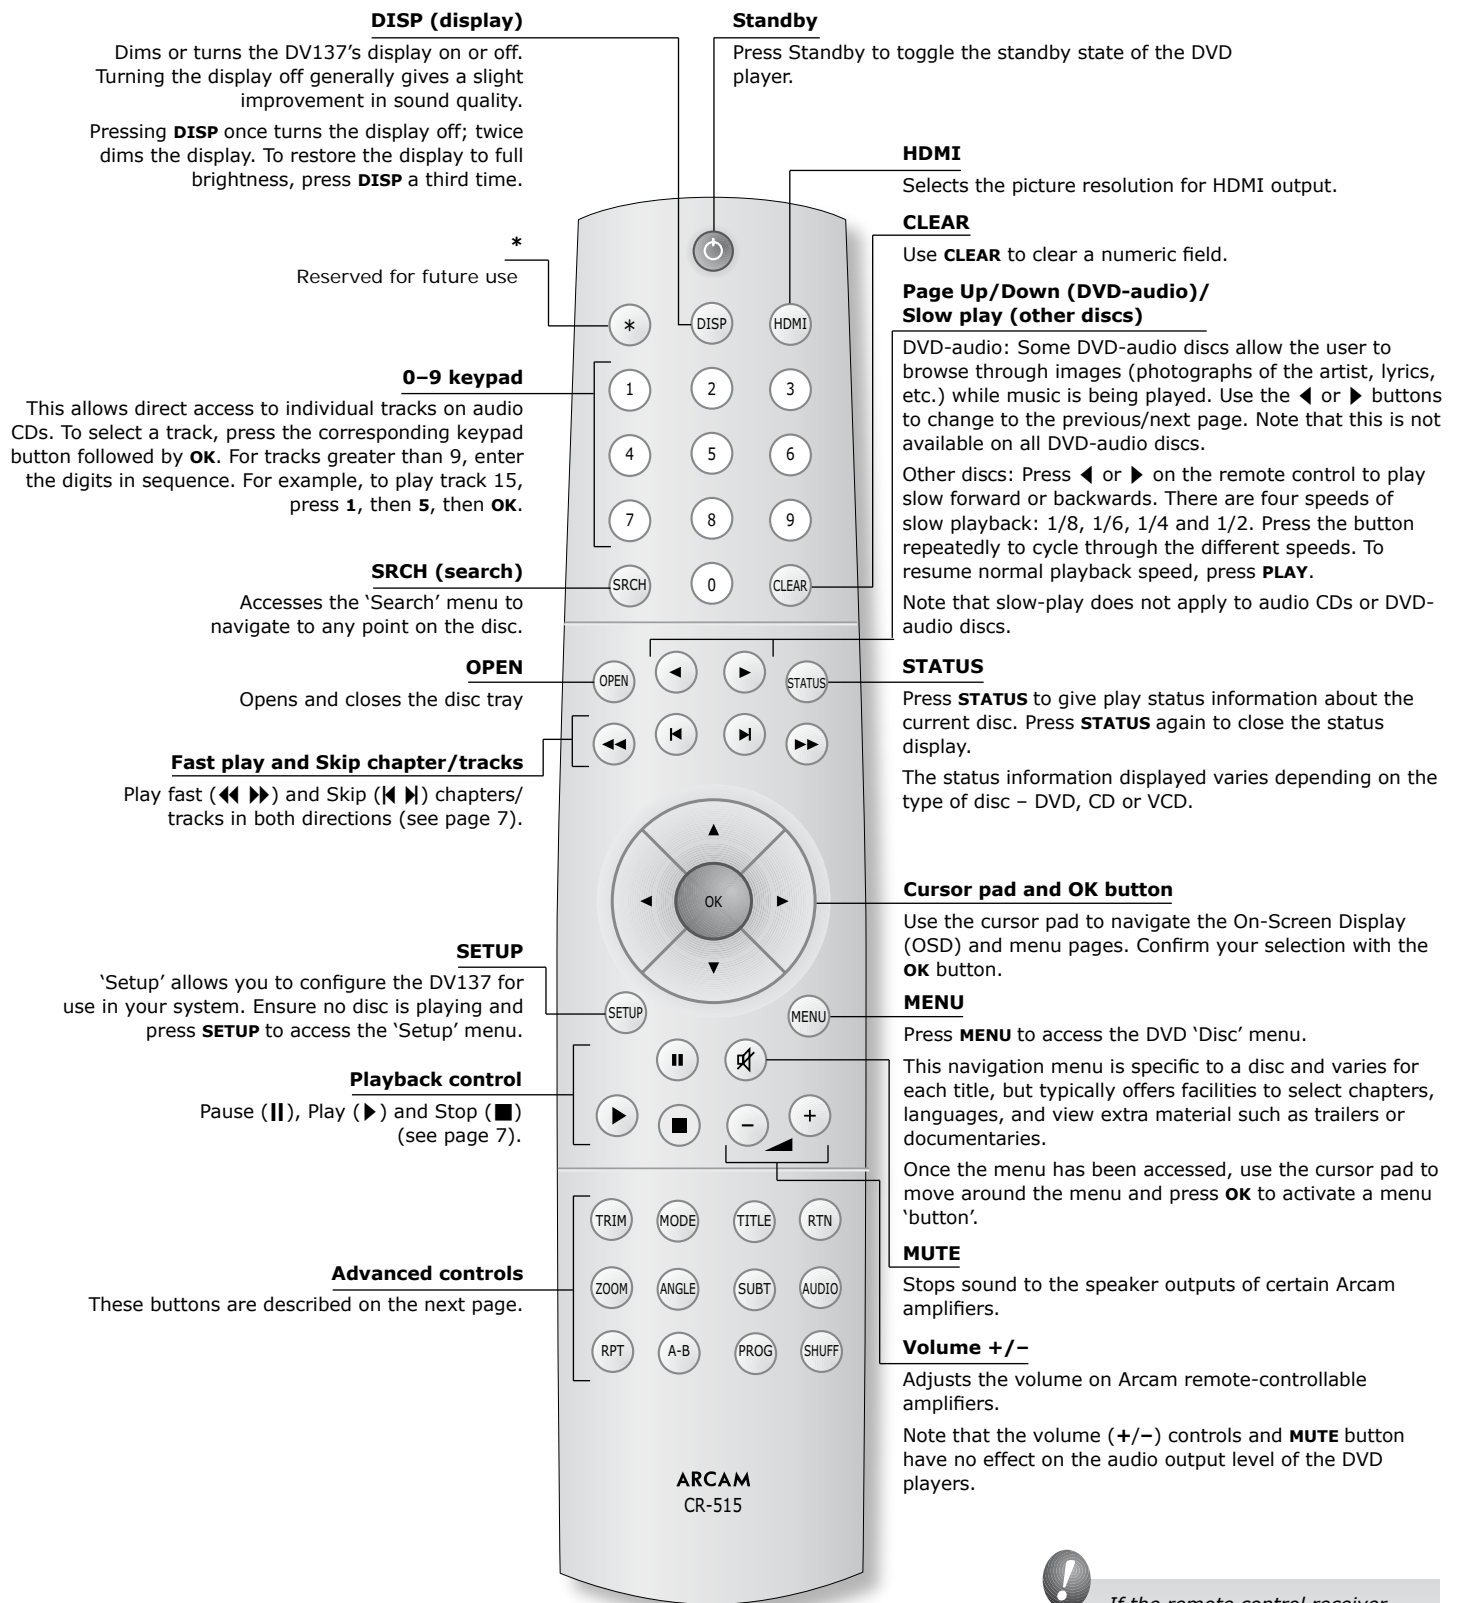 DISP (display)
Dims or turns the DV137's display on or off.
Turning the display off generally gives a slight
improvement in sound quality.
Pressing DISP once turns the display off; twice
dims the display. To restore the display to full
brightness, press DISP a third time.
*
Reserved for future use
0–9 keypad
This allows direct access to individual tracks on audio
CDs. To select a track, press the corresponding keypad
button followed by OK. For tracks greater than 9, enter
the digits in sequence. For example, to play track 15,
press 1, then 5, then OK.
SRCH (search)
Accesses the ‘Search’ menu to
navigate to any point on the disc.
OPEN
Opens and closes the disc tray
Fast play and Skip chapter/tracks
Play fast (◀◀ ▶▶) and Skip (|◀ ▶|) chapters/
tracks in both directions (see page 7).
SETUP
‘Setup’ allows you to configure the DV137 for
use in your system. Ensure no disc is playing and
press SETUP to access the ‘Setup’ menu.
Playback control
Pause (||), Play (▶) and Stop (■)
(see page 7).
Advanced controls
These buttons are described on the next page.
* DISP HDMI
1 2 3
4 5 6
7 8 9
SRCH 0 CLEAR
OPEN ◀ ▶ STATUS
◀◀ |◀ ▶| ▶▶
▲
◀ OK ▶
▼
SETUP MENU
− +
TRIM MODE TITLE RTN
ZOOM ANGLE SUBT AUDIO
RPT A-B PROG SHUFF
ARCAM
CR-515
Standby
Press Standby to toggle the standby state of the DVD
player.
HDMI
Selects the picture resolution for HDMI output.
CLEAR
Use CLEAR to clear a numeric field.
Page Up/Down (DVD-audio)/
Slow play (other discs)
DVD-audio: Some DVD-audio discs allow the user to
browse through images (photographs of the artist, lyrics,
etc.) while music is being played. Use the ◀ or ▶ buttons
to change to the previous/next page. Note that this is not
available on all DVD-audio discs.
Other discs: Press ◀ or ▶ on the remote control to play
slow forward or backwards. There are four speeds of
slow playback: 1/8, 1/6, 1/4 and 1/2. Press the button
repeatedly to cycle through the different speeds. To
resume normal playback speed, press PLAY.
Note that slow-play does not apply to audio CDs or DVD-
audio discs.
STATUS
Press STATUS to give play status information about the
current disc. Press STATUS again to close the status
display.
The status information displayed varies depending on the
type of disc – DVD, CD or VCD.
Cursor pad and OK button
Use the cursor pad to navigate the On-Screen Display
(OSD) and menu pages. Confirm your selection with the
OK button.
MENU
Press MENU to access the DVD ‘Disc’ menu.
This navigation menu is specific to a disc and varies for
each title, but typically offers facilities to select chapters,
languages, and view extra material such as trailers or
documentaries.
Once the menu has been accessed, use the cursor pad to
move around the menu and press OK to activate a menu
‘button’.
MUTE
Stops sound to the speaker outputs of certain Arcam
amplifiers.
Volume +/–
Adjusts the volume on Arcam remote-controllable
amplifiers.
Note that the volume (+/–) controls and MUTE button
have no effect on the audio output level of the DVD
players.
If the remote control receiver